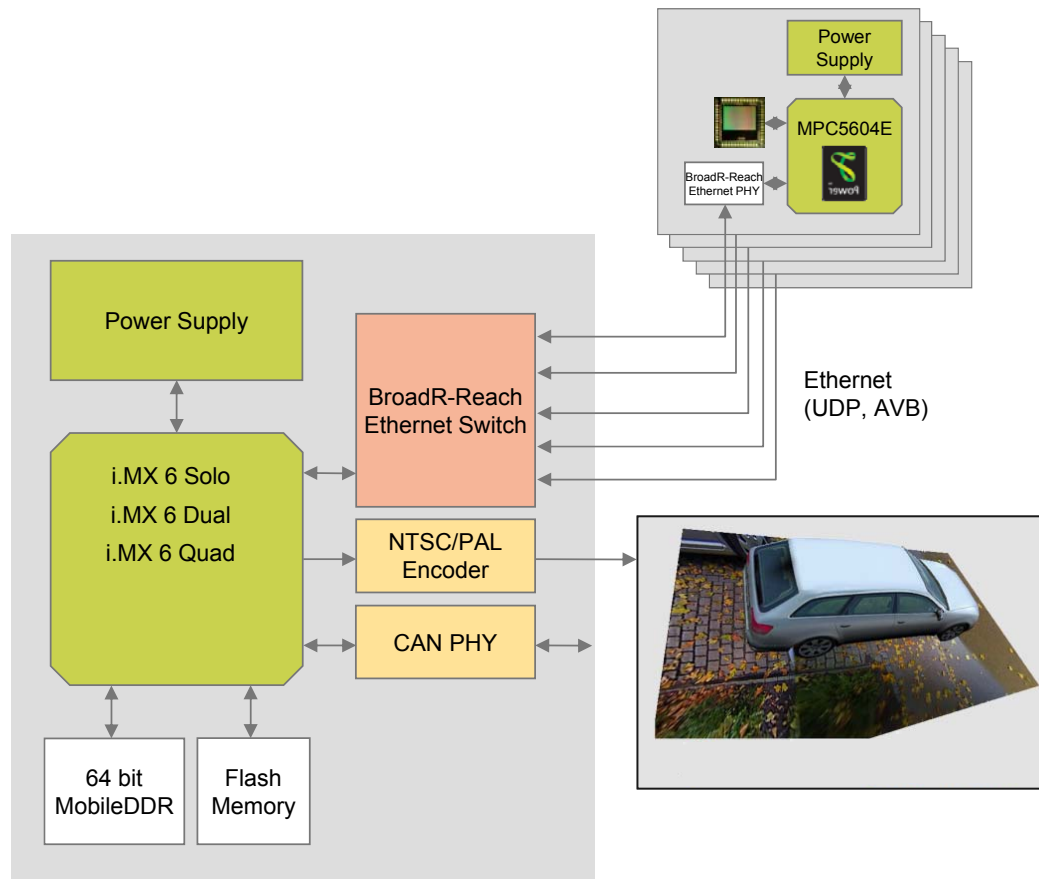 Power
Supply
MPC5604E
BroadR-Reach
Ethernet PHY
Power
Power Supply
BroadR-Reach
Ethernet Switch
Ethernet
(UDP, AVB)
i.MX 6 Solo
i.MX 6 Dual
i.MX 6 Quad
NTSC/PAL
Encoder
CAN PHY
64 bit
MobileDDR
Flash
Memory